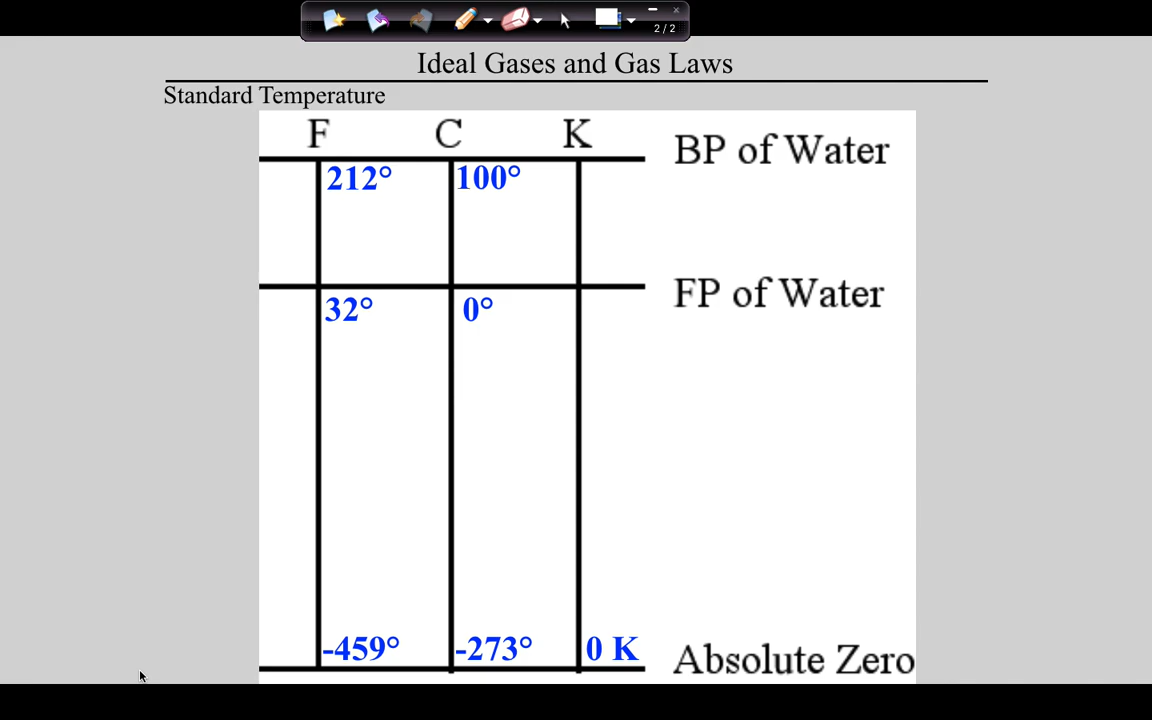 2 / 2
Ideal Gases and Gas Laws
Standard Temperature
F C K
BP of Water
212° 100°
FP of Water
32° 0°
-459° -273° 0 K
Absolute Zero